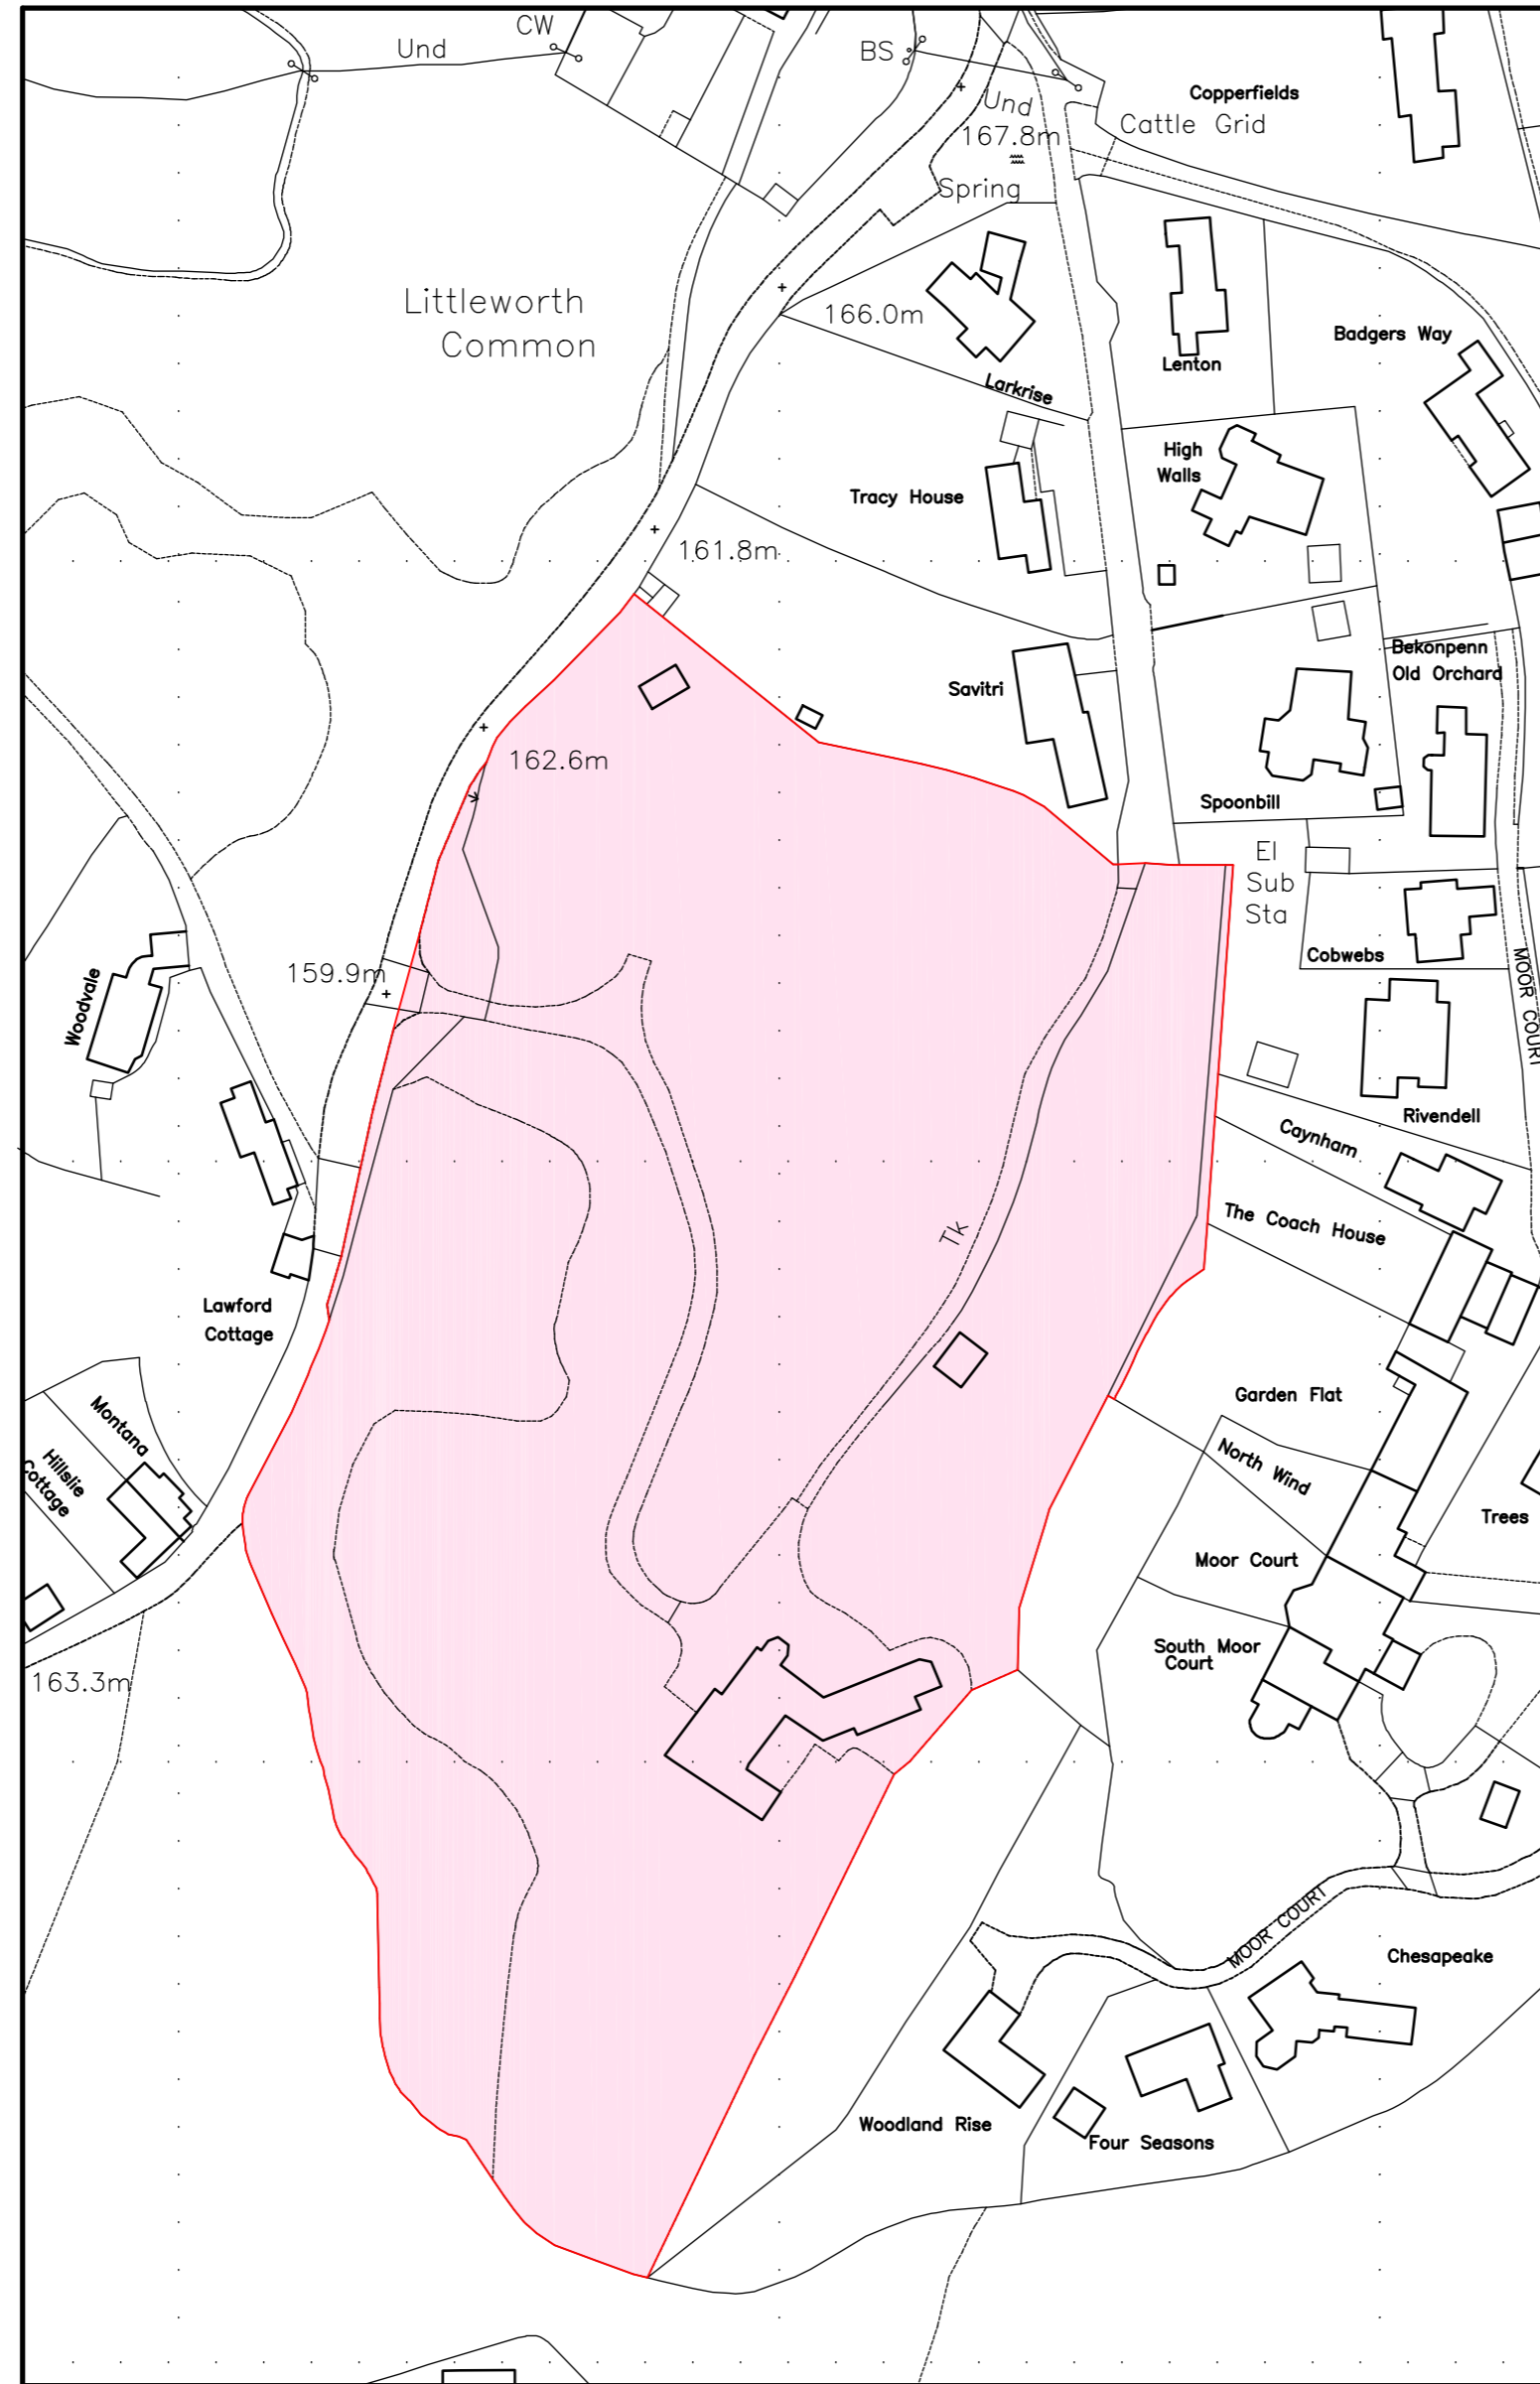 CW
Und
BS
Und
167.8m
Copperfields
Cattle Grid
Spring
Littleworth
Common
166.0m
Larkrise
Lenton
Badgers Way
High
Walls
Tracy House
161.8m
Savitri
Bekonpenn
Old Orchard
162.6m
Spoonbill
El
Sub
Sta
Cobwebs
MOOR COURT
159.9m
Woodvale
Rivendell
Caynham
The Coach House
Tk
Lawford
Cottage
Garden Flat
Montana
Hillslie
Cottage
North Wind
Trees
Moor Court
South Moor
Court
163.3m
MOOR COURT
Chesapeake
Woodland Rise
Four Seasons